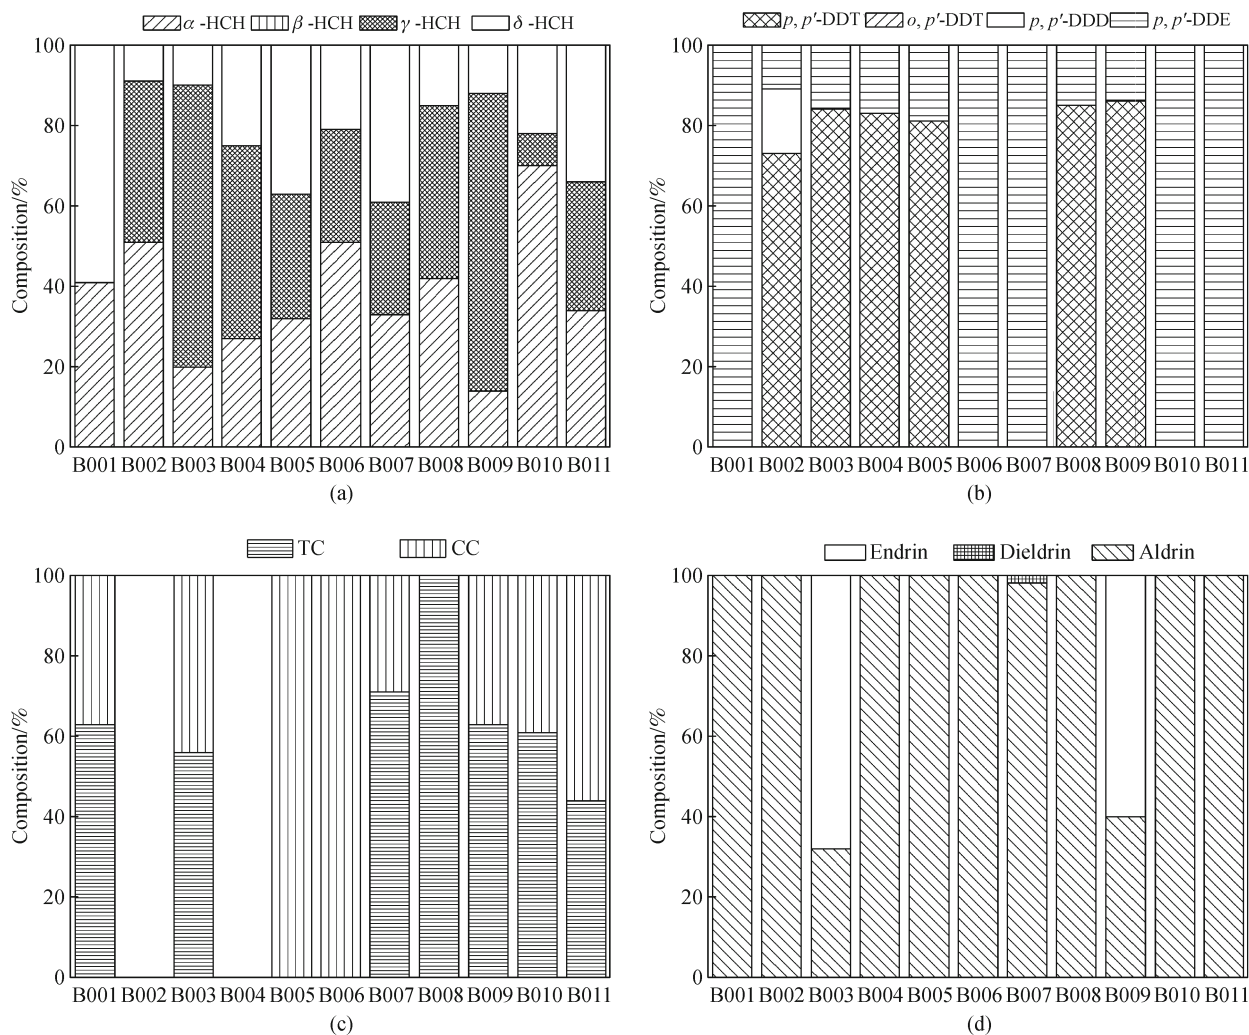 α -HCH β -HCH γ -HCH δ -HCH
100
80
60
40
20
0
Composition/%
B001 B002 B003 B004 B005 B006 B007 B008 B009 B010 B011
(a)
p, p′-DDT o, p′-DDT p, p′-DDD p, p′-DDE
100
80
60
40
20
0
Composition/%
B001 B002 B003 B004 B005 B006 B007 B008 B009 B010 B011
(b)
TC CC
100
80
60
40
20
0
Composition/%
B001 B002 B003 B004 B005 B006 B007 B008 B009 B010 B011
(c)
Endrin Dieldrin Aldrin
100
80
60
40
20
0
Composition/%
B001 B002 B003 B004 B005 B006 B007 B008 B009 B010 B011
(d)